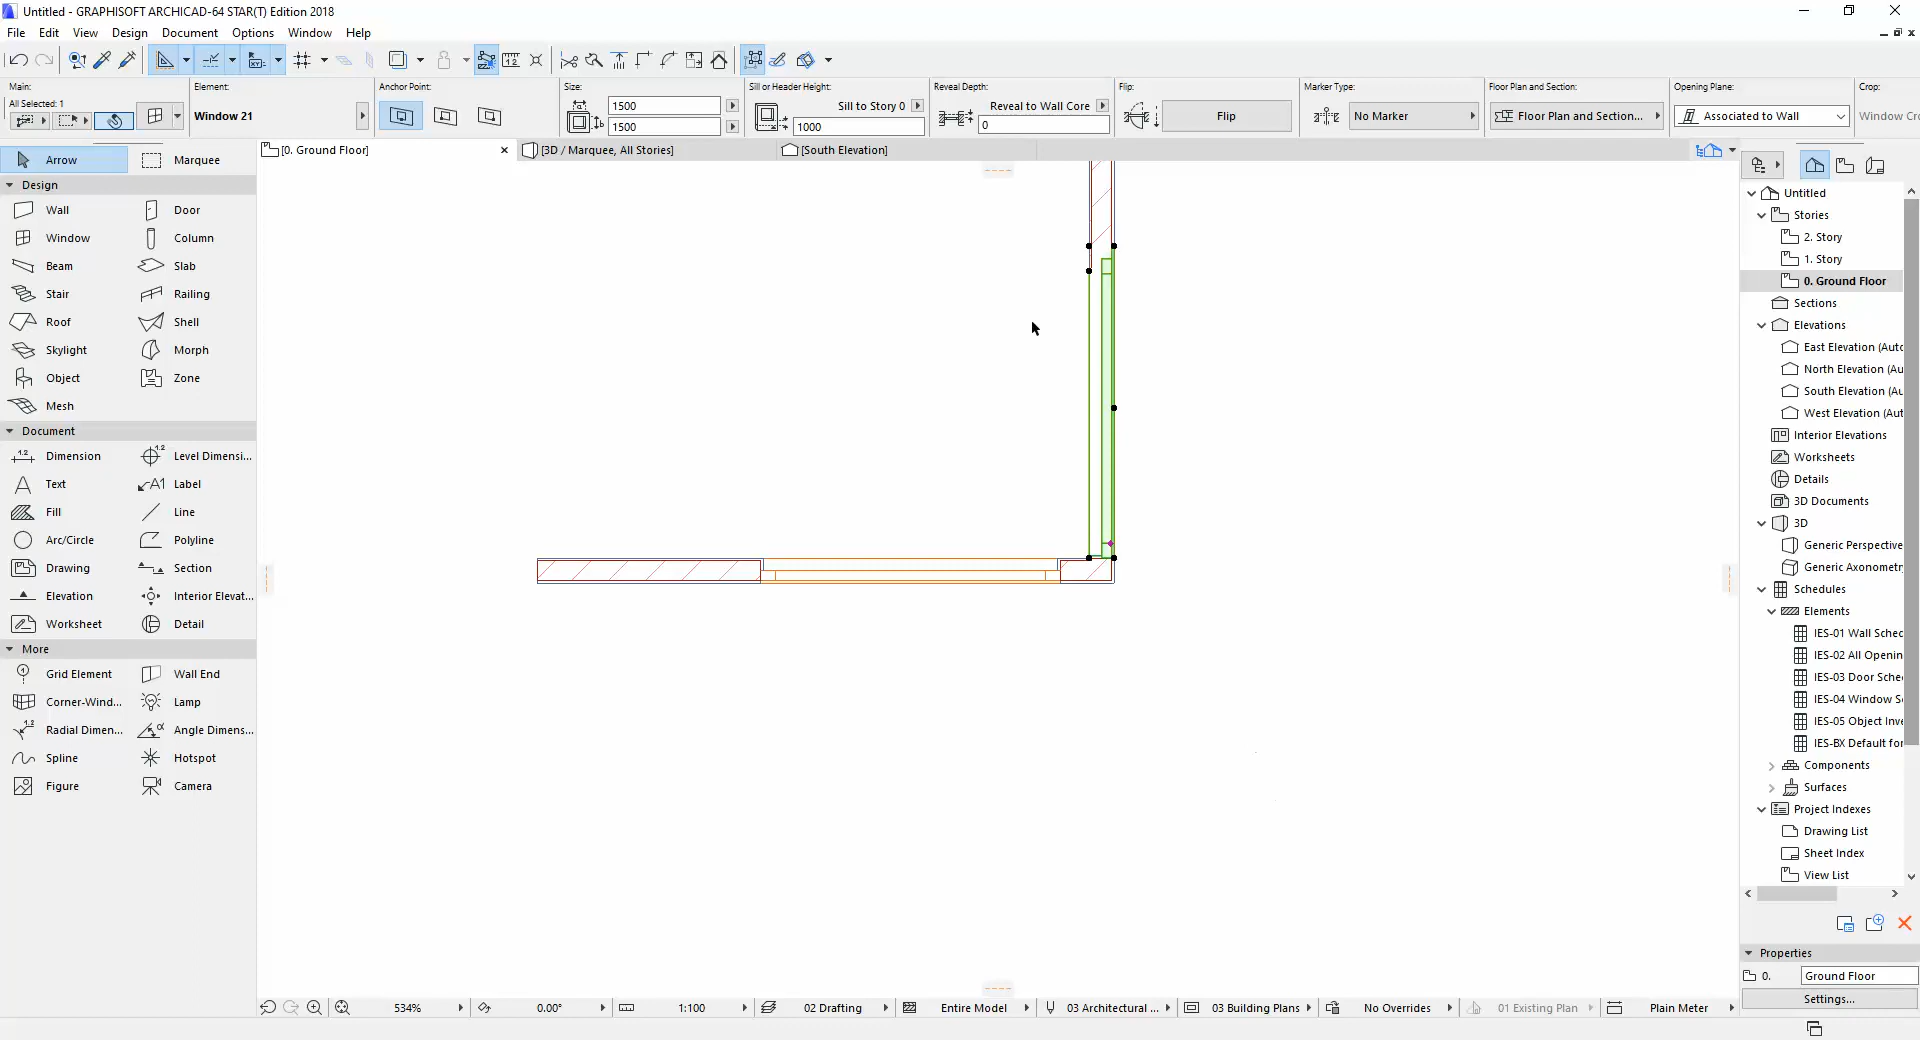 Untitled - GRAPHISOFT ARCHICAD-64 STAR(T) Edition 2018
File Edit View Design Document Options Window Help
Main: Element: Anchor Point: Size: Sill or Header Height: Reveal Depth: Flip: Marker Type: Floor Plan and Section: Opening Plane: Crop:
All Selected: 1
Window 21
1500
1500
Sill to Story 0
1000
Reveal to Wall Core
0
Flip
No Marker
Floor Plan and Section...
Associated to Wall
Window Cr
[0. Ground Floor]
[3D / Marquee, All Stories]
[South Elevation]
Arrow Marquee
Design
Wall Door
Window Column
Beam Slab
Stair Railing
Roof Shell
Skylight Morph
Object Zone
Mesh
Document
Dimension Level Dimensi...
Text Label
Fill Line
Arc/Circle Polyline
Drawing Section
Elevation Interior Elevat...
Worksheet Detail
More
Grid Element Wall End
Corner-Wind... Lamp
Radial Dimen... Angle Dimens...
Spline Hotspot
Figure Camera
Untitled
Stories
2. Story
1. Story
0. Ground Floor
Sections
Elevations
East Elevation (Auto
North Elevation (Au
South Elevation (Au
West Elevation (Aut
Interior Elevations
Worksheets
Details
3D Documents
3D
Generic Perspective
Generic Axonometr
Schedules
Elements
IES-01 Wall Sched
IES-02 All Openin
IES-03 Door Sche
IES-04 Window S
IES-05 Object Inve
IES-BX Default for
Components
Surfaces
Project Indexes
Drawing List
Sheet Index
View List
Properties
0. Ground Floor
Settings...
534% 0.00° 1:100 02 Drafting Entire Model 03 Architectural ... 03 Building Plans No Overrides 01 Existing Plan Plain Meter